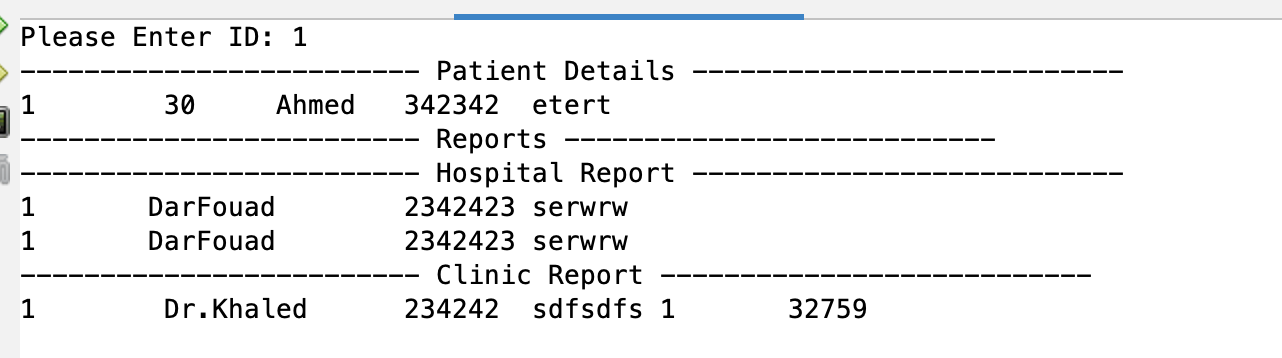 Please Enter ID: 1
------------------------- Patient Details ---------------------------
1        30     Ahmed   342342  etert
------------------------- Reports ---------------------------
------------------------- Hospital Report ---------------------------
1       DarFouad        2342423 serwrw
1       DarFouad        2342423 serwrw
------------------------- Clinic Report ---------------------------
1        Dr.Khaled      234242  sdfsdfs 1       32759